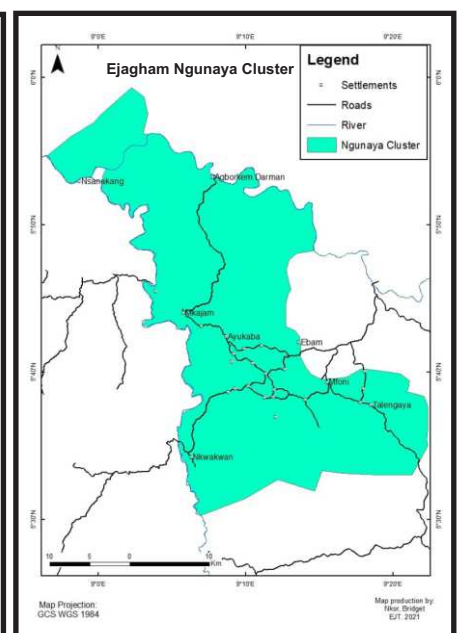 Ejagham Ngunaya Cluster
Legend
Settlements
Roads
River
Ngunaya Cluster
N
9°0'E
9°10'E
9°20'E
6°0'N
6°0'N
Nsanakang
Agborkem Darman
5°50'N
5°50'N
Mkajam
Ayukaba
Ebam
5°40'N
5°40'N
Mfoni
Talengaya
Nkwakwan
5°30'N
5°30'N
10 5 0 10
Km
9°0'E
9°10'E
9°20'E
Map Projection:
GCS WGS 1984
Map production by:
Nkor, Bridget
EJT. 2021